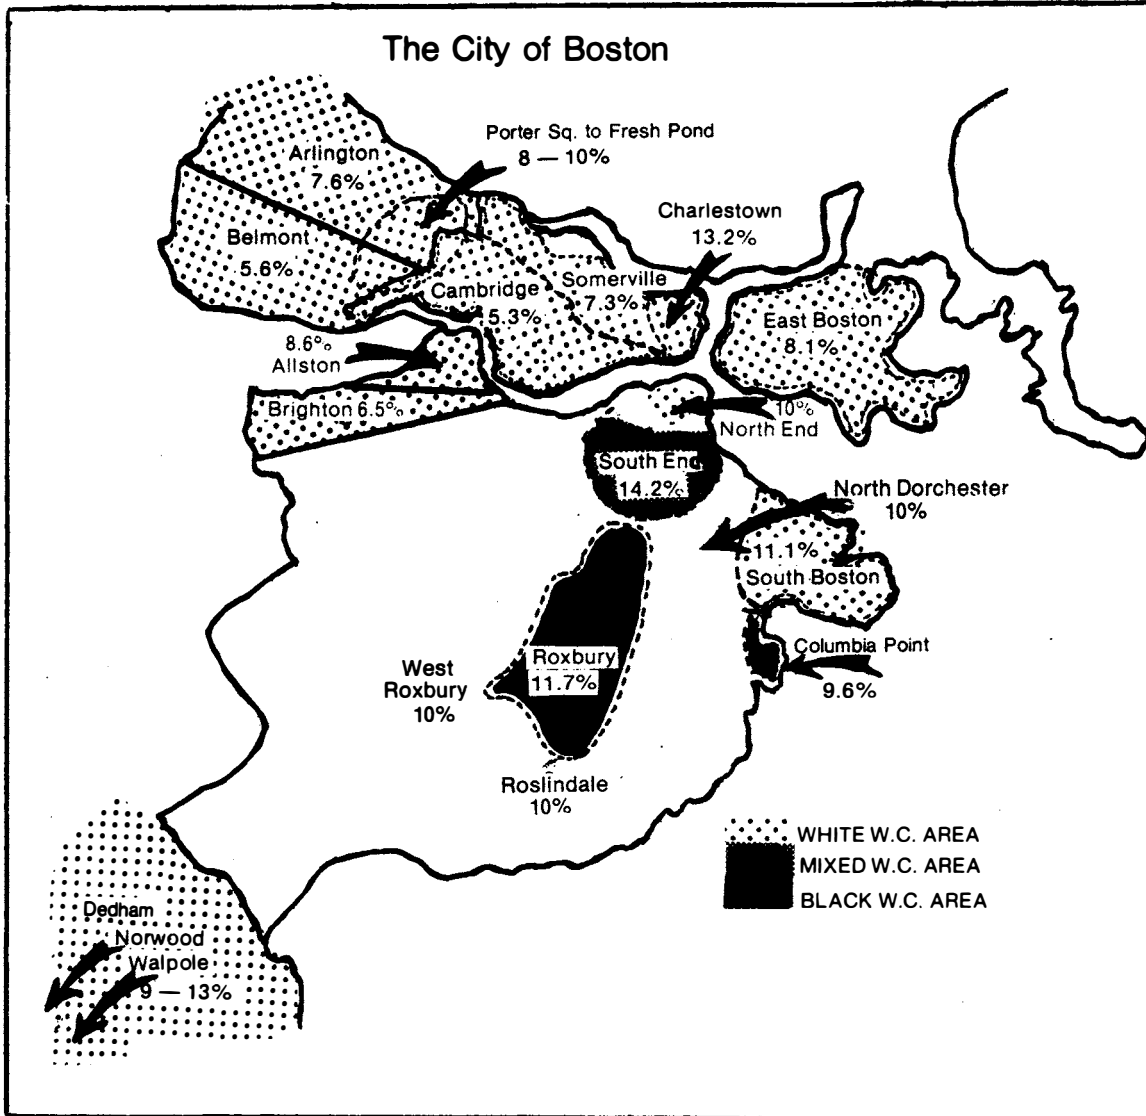 The City of Boston
Porter Sq. to Fresh Pond
8 — 10%
Arlington
7.6%
Charlestown
13.2%
Belmont
5.6%
Somerville
7.3%
Cambridge
5.3%
East Boston
8.1%
8.6%
Allston
Brighton 6.5%
10%
North End
South End
14.2%
North Dorchester
10%
11.1%
South Boston
Columbia Point
9.6%
Roxbury
11.7%
West
Roxbury
10%
Roslindale
10%
WHITE W.C. AREA
MIXED W.C. AREA
BLACK W.C. AREA
Dedham
Norwood
Walpole
9 — 13%